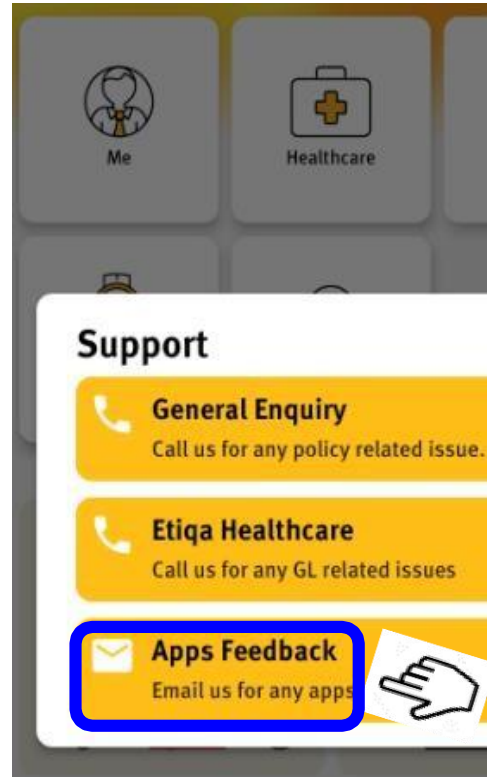 Me
Healthcare
Support
General Enquiry
Call us for any policy related issue.
Etiqa Healthcare
Call us for any GL related issues
Apps Feedback
Email us for any apps